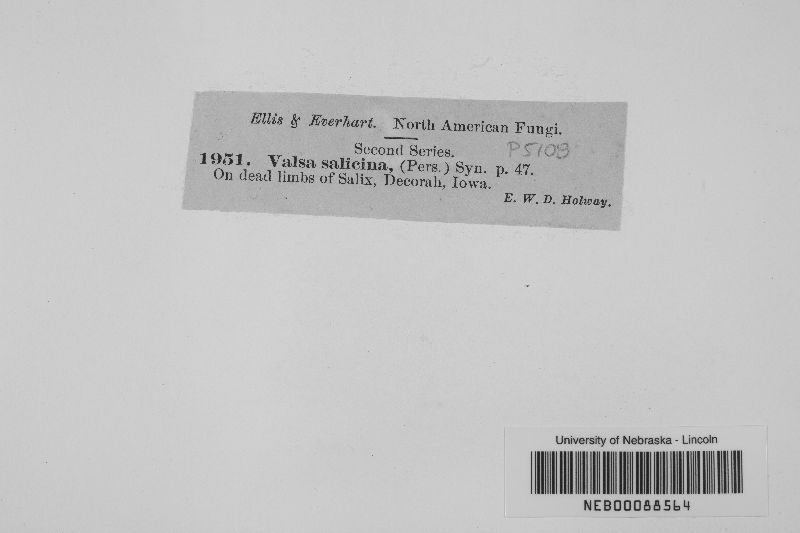 Ellis & Everhart. North American Fungi.
Second Series.
P5109
1951. Valsa salicina, (Pers.) Syn. p. 47.
On dead limbs of Salix, Decorah, Iowa.
E. W. D. Holway.
University of Nebraska - Lincoln
NEB00088564